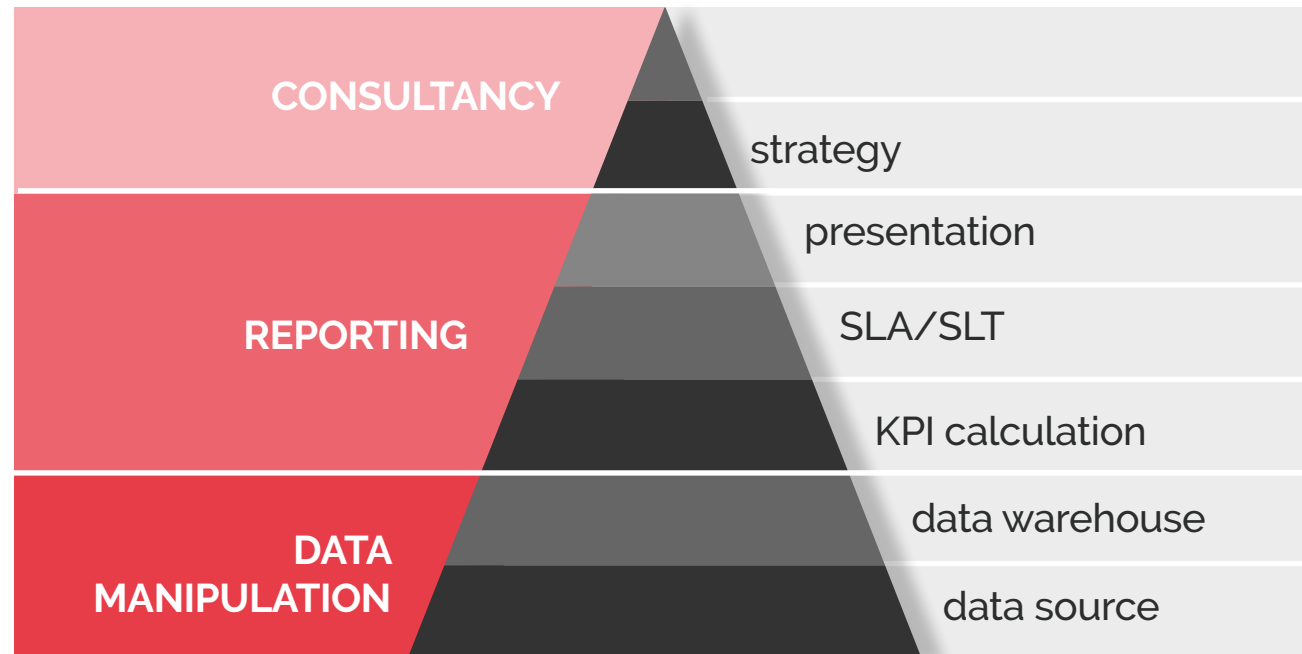 CONSULTANCY
strategy
presentation
REPORTING
SLA/SLT
KPI calculation
DATA
MANIPULATION
data warehouse
data source